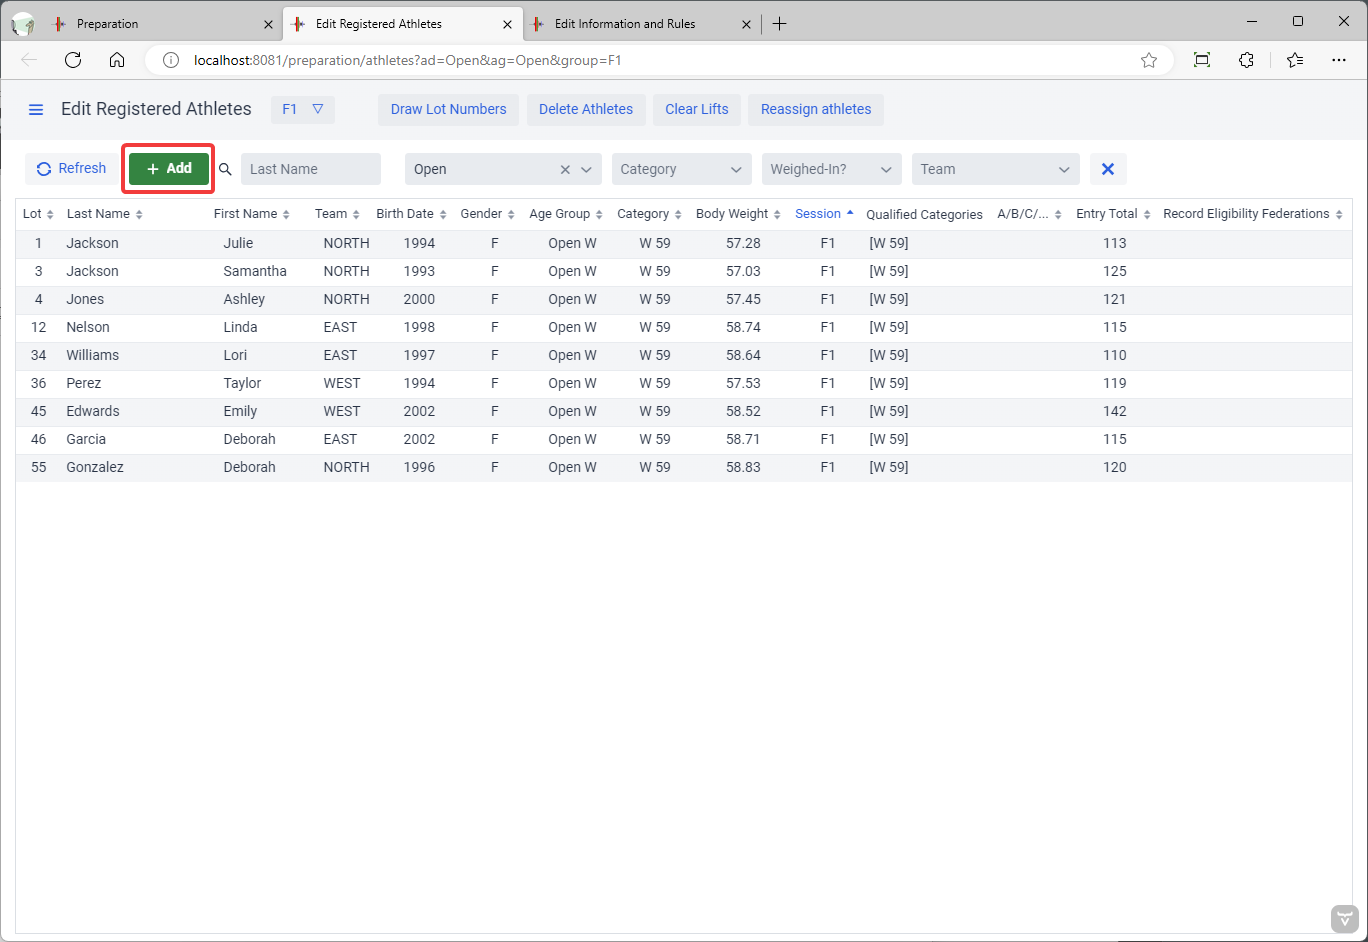 Preparation
Edit Registered Athletes
Edit Information and Rules
localhost:8081/preparation/athletes?ad=Open&ag=Open&group=F1
Edit Registered Athletes F1 Draw Lot Numbers Delete Athletes Clear Lifts Reassign athletes
Refresh + Add Last Name Open Category Weighed-In? Team
Lot Last Name First Name Team Birth Date Gender Age Group Category Body Weight Session Qualified Categories A/B/C/... Entry Total Record Eligibility Federations
1 Jackson Julie NORTH 1994 F Open W W 59 57.28 F1 [W 59] 113
3 Jackson Samantha NORTH 1993 F Open W W 59 57.03 F1 [W 59] 125
4 Jones Ashley NORTH 2000 F Open W W 59 57.45 F1 [W 59] 121
12 Nelson Linda EAST 1998 F Open W W 59 58.74 F1 [W 59] 115
34 Williams Lori EAST 1997 F Open W W 59 58.64 F1 [W 59] 110
36 Perez Taylor WEST 1994 F Open W W 59 57.53 F1 [W 59] 119
45 Edwards Emily WEST 2002 F Open W W 59 58.52 F1 [W 59] 142
46 Garcia Deborah EAST 2002 F Open W W 59 58.71 F1 [W 59] 115
55 Gonzalez Deborah NORTH 1996 F Open W W 59 58.83 F1 [W 59] 120